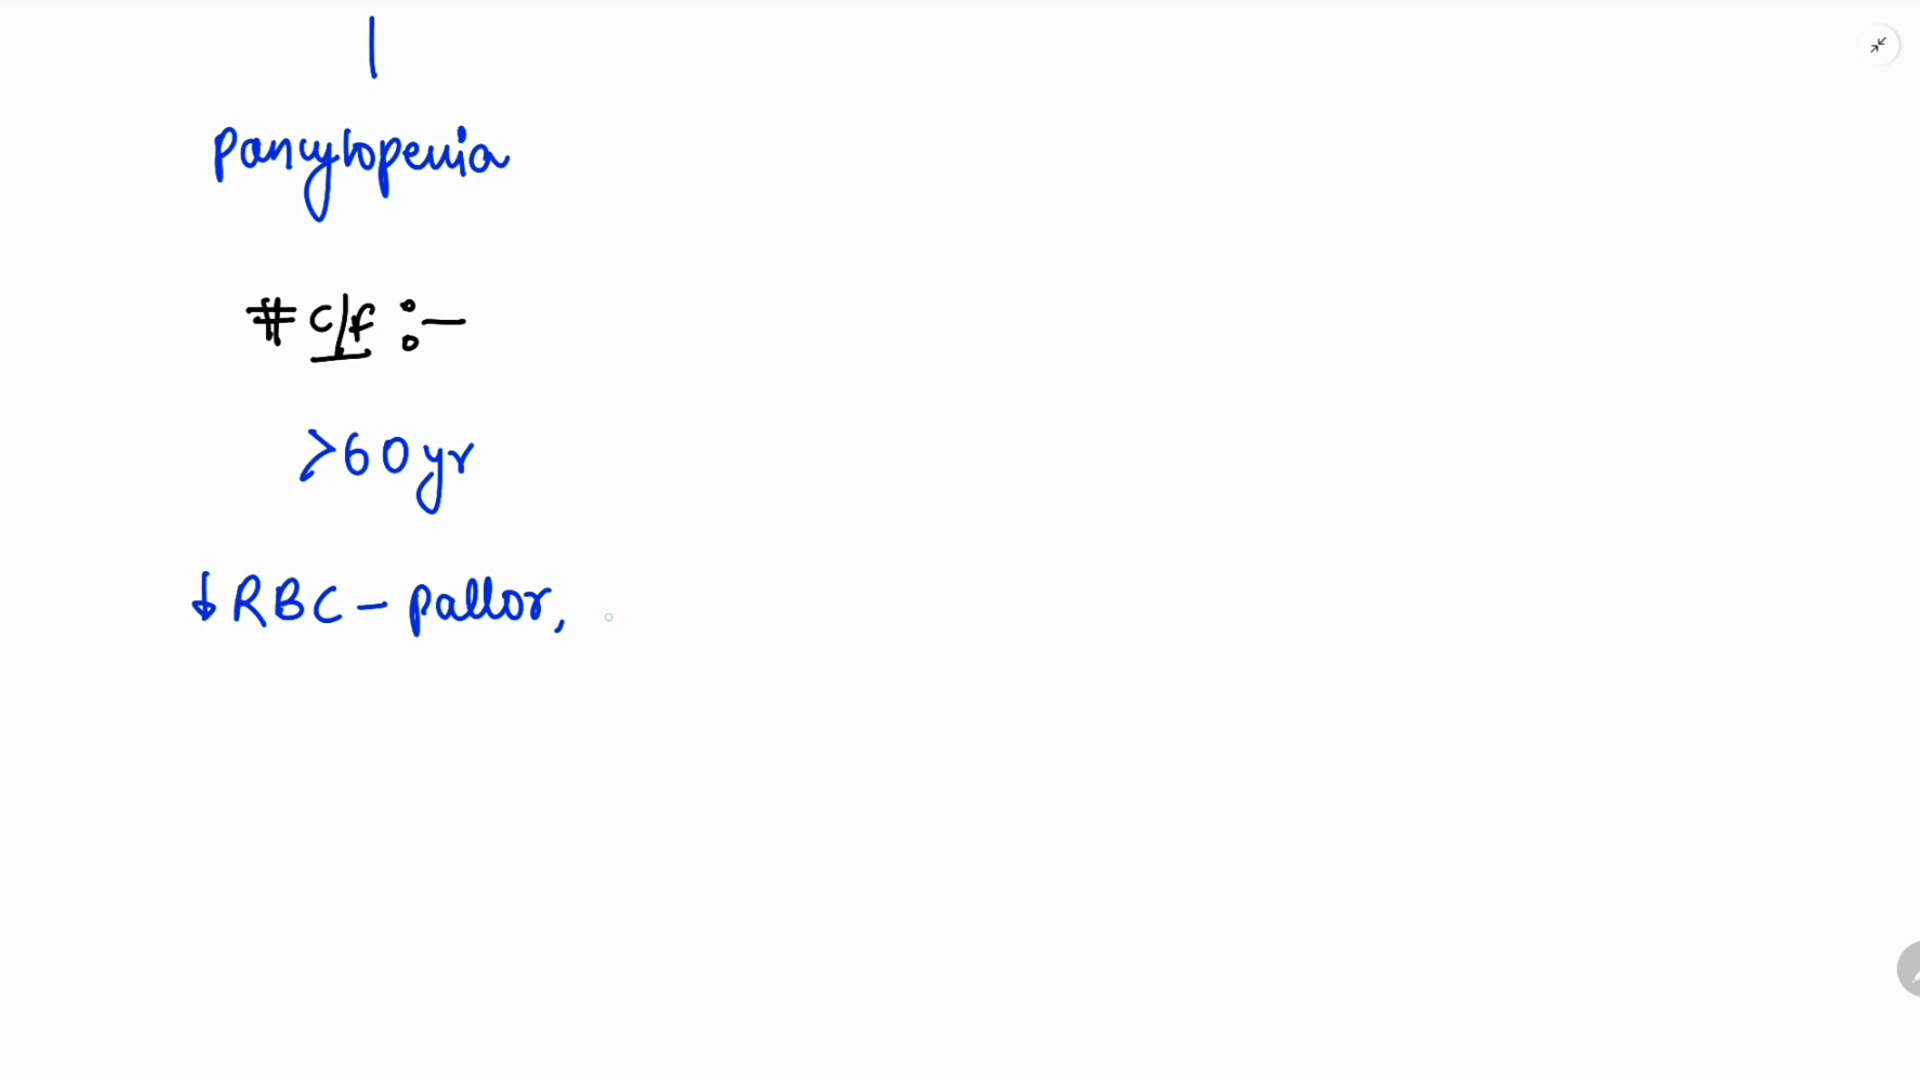 Pancytopenia
# c/f :-
>60 yr
↓ RBC - pallor,